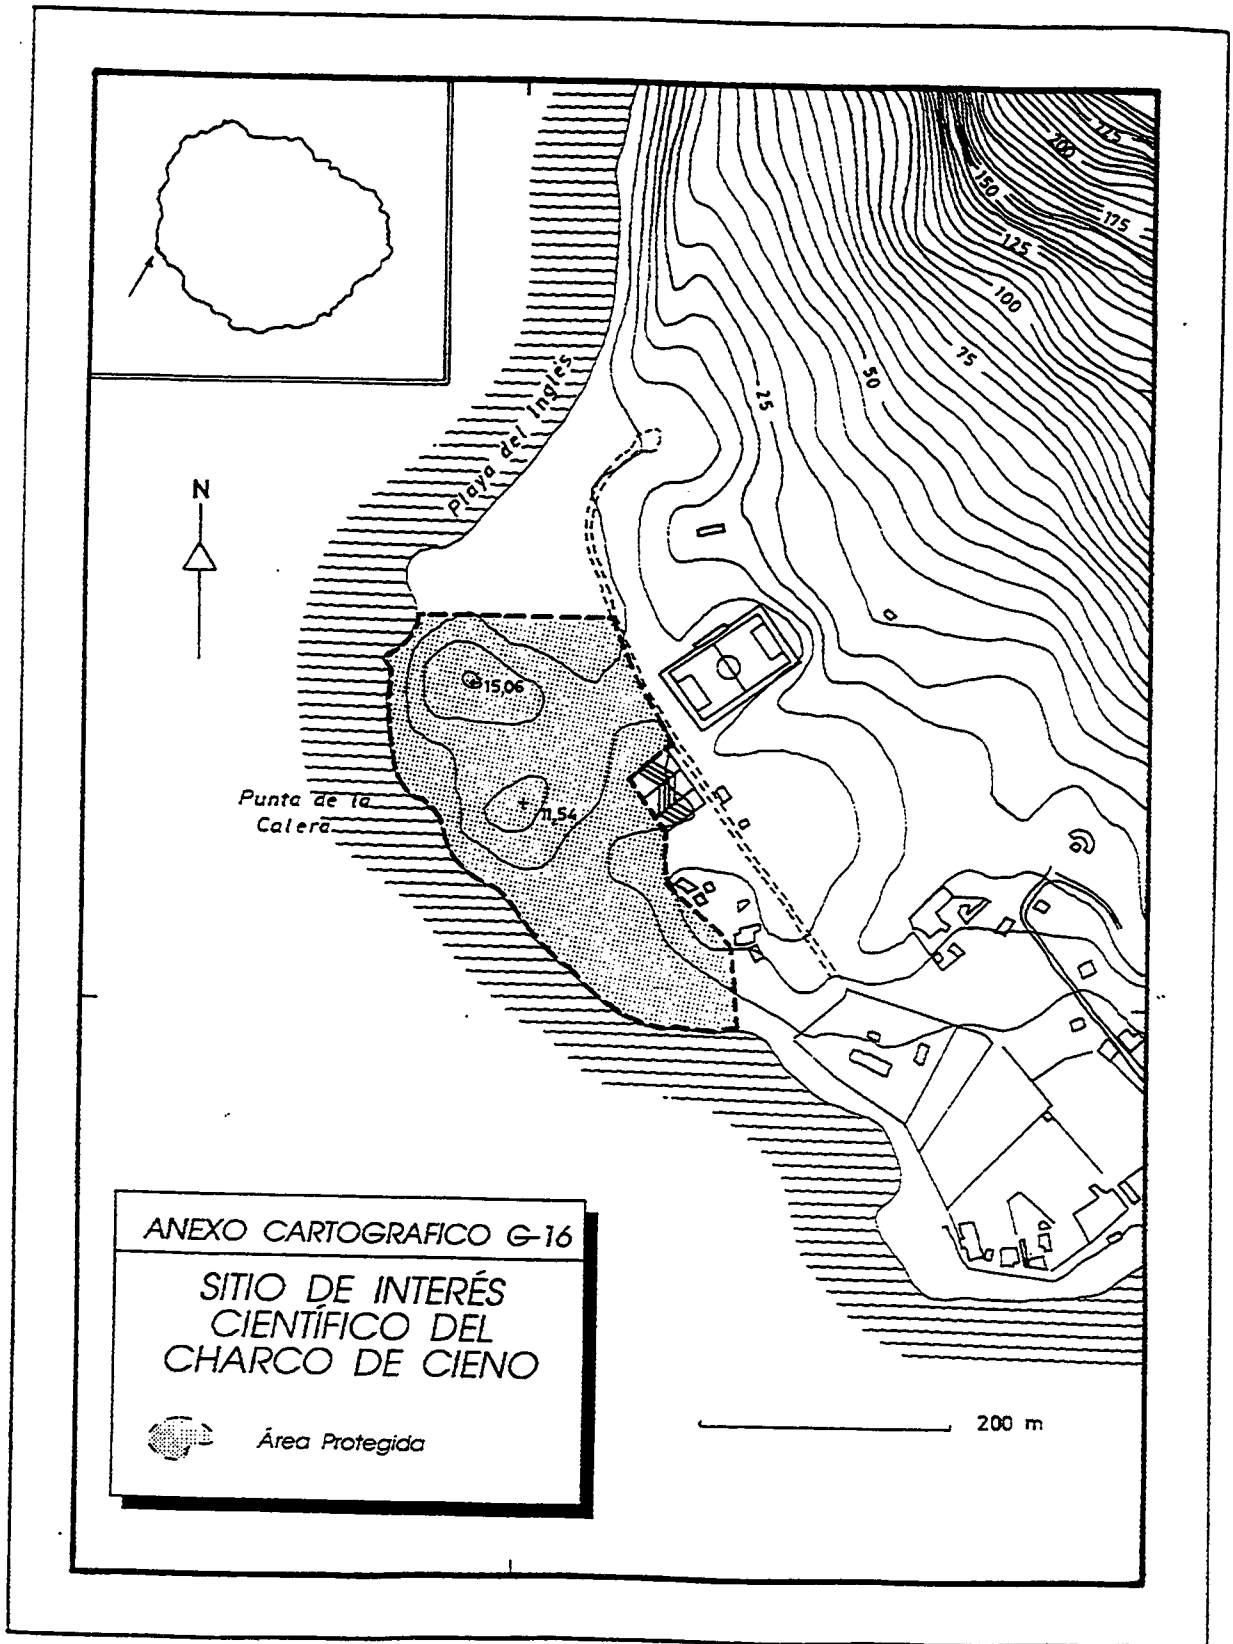 225
200
150
175
125
100
75
50
25
Playa del Inglés
N
15,06
11,54
Punta de la
Calera
ANEXO CARTOGRAFICO G-16
SITIO DE INTERÉS
CIENTÍFICO DEL
CHARCO DE CIENO
Área Protegida
200 m